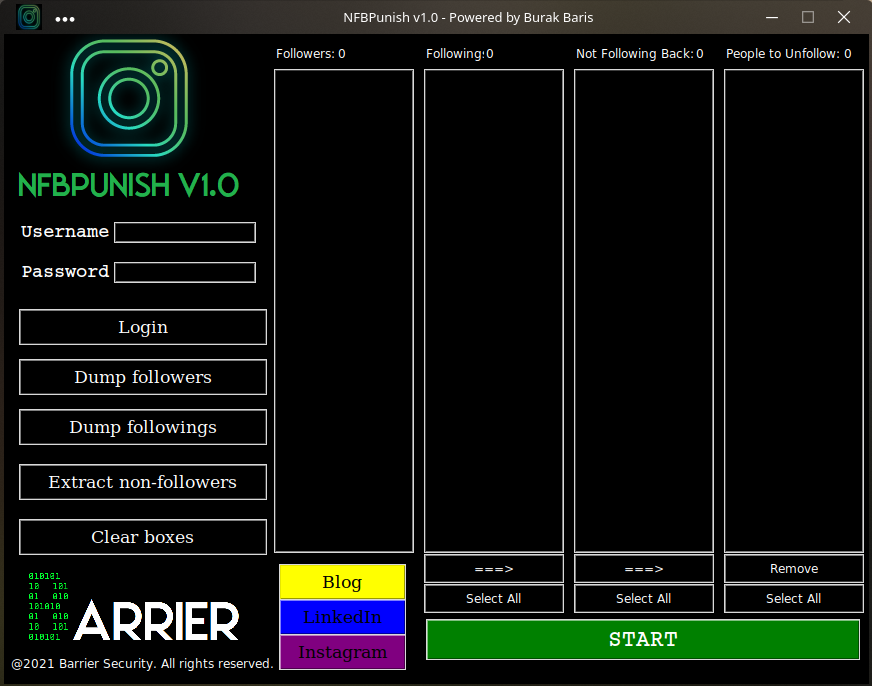 NFBPunish v1.0 - Powered by Burak Baris
Followers: 0
Following:0
Not Following Back: 0
People to Unfollow: 0
NFBPUNISH V1.0
Username
Password
Login
Dump followers
Dump followings
Extract non-followers
Clear boxes
===>
===>
Remove
Select All
Select All
Select All
Blog
LinkedIn
Instagram
START
010101
10 101
01 010
101010
01 010
10 101
010101
ARRIER
@2021 Barrier Security. All rights reserved.